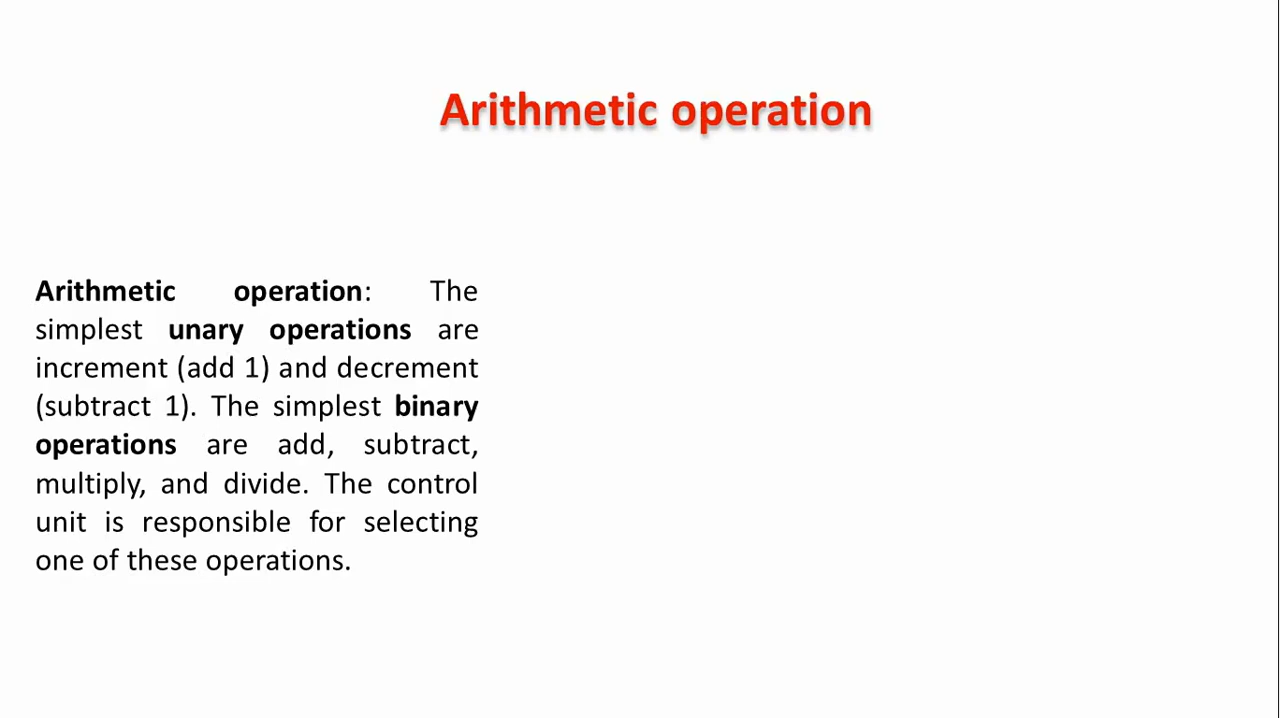 Arithmetic operation
Arithmetic operation: The
simplest unary operations are
increment (add 1) and decrement
(subtract 1). The simplest binary
operations are add, subtract,
multiply, and divide. The control
unit is responsible for selecting
one of these operations.